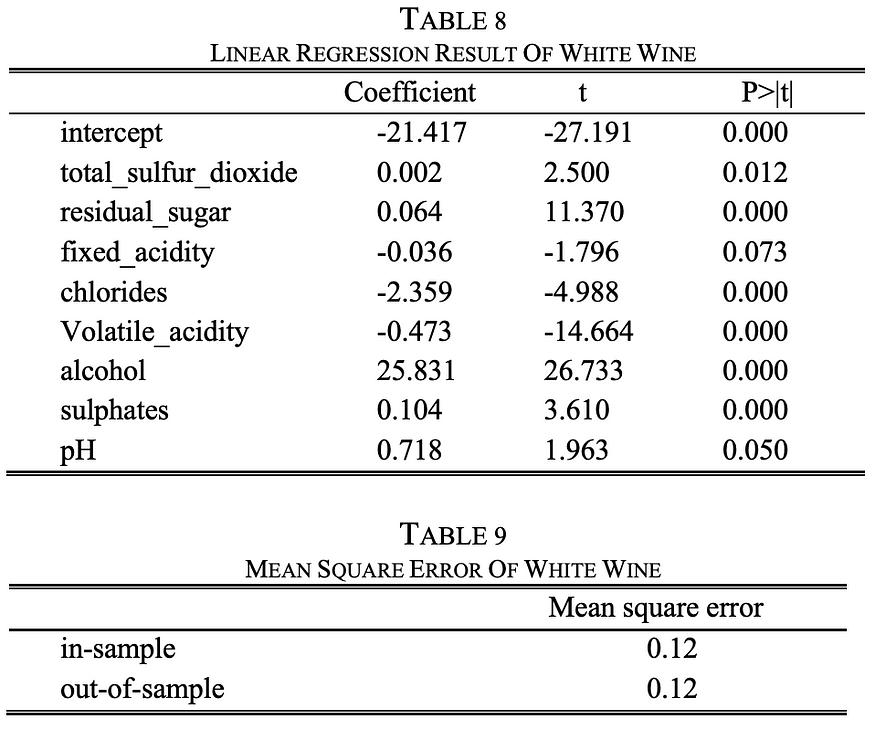 TABLE 8
LINEAR REGRESSION RESULT OF WHITE WINE
Coefficient t P>|t|
intercept -21.417 -27.191 0.000
total_sulfur_dioxide 0.002 2.500 0.012
residual_sugar 0.064 11.370 0.000
fixed_acidity -0.036 -1.796 0.073
chlorides -2.359 -4.988 0.000
Volatile_acidity -0.473 -14.664 0.000
alcohol 25.831 26.733 0.000
sulphates 0.104 3.610 0.000
pH 0.718 1.963 0.050
TABLE 9
MEAN SQUARE ERROR OF WHITE WINE
Mean square error
in-sample 0.12
out-of-sample 0.12